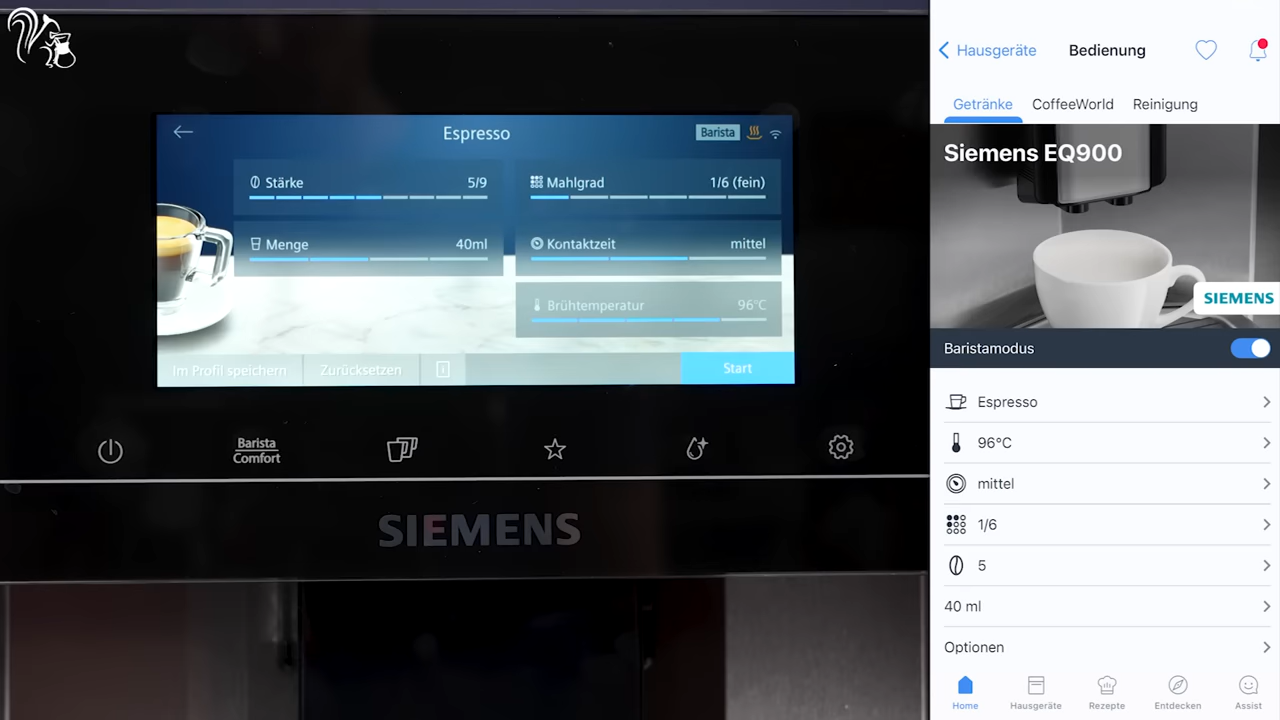 Espresso
Barista
Stärke 5/9
Mahlgrad 1/6 (fein)
Menge 40ml
Kontaktzeit mittel
Brühtemperatur 96°C
Im Profil speichern
Zurücksetzen
i
Start
Barista
Comfort
SIEMENS
Hausgeräte
Bedienung
Getränke
CoffeeWorld
Reinigung
Siemens EQ900
SIEMENS
Baristamodus
Espresso
96°C
mittel
1/6
5
40 ml
Optionen
Home
Hausgeräte
Rezepte
Entdecken
Assist